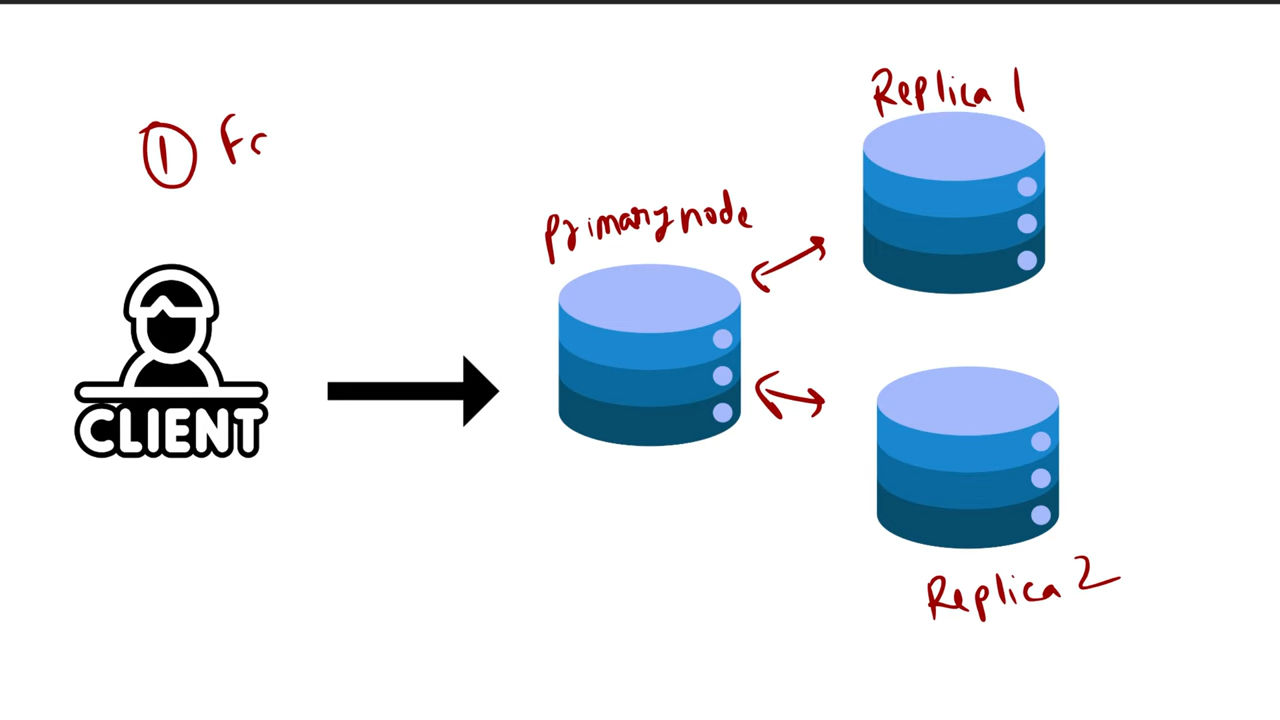 Replica 1
① Fc
Primary node
CLIENT
Replica 2